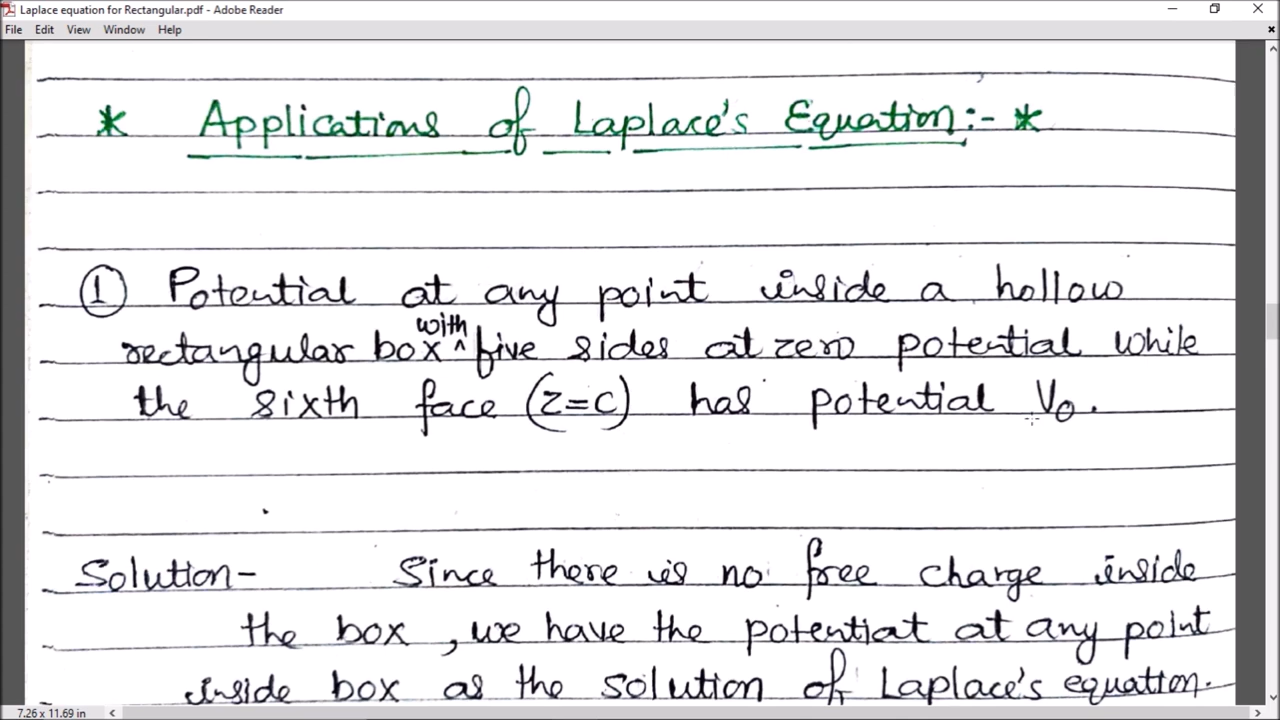 Laplace equation for Rectangular.pdf - Adobe Reader
File Edit View Window Help
* Applications of Laplace's Equation:- *
① Potential at any point inside a hollow
rectangular box with ^ five sides at zero potential while
the sixth face (z=c) has potential V₀.
Solution- Since there is no free charge inside
the box, we have the potentiat at any point
inside box as the solution of Laplace's equation.
7.26 x 11.69 in